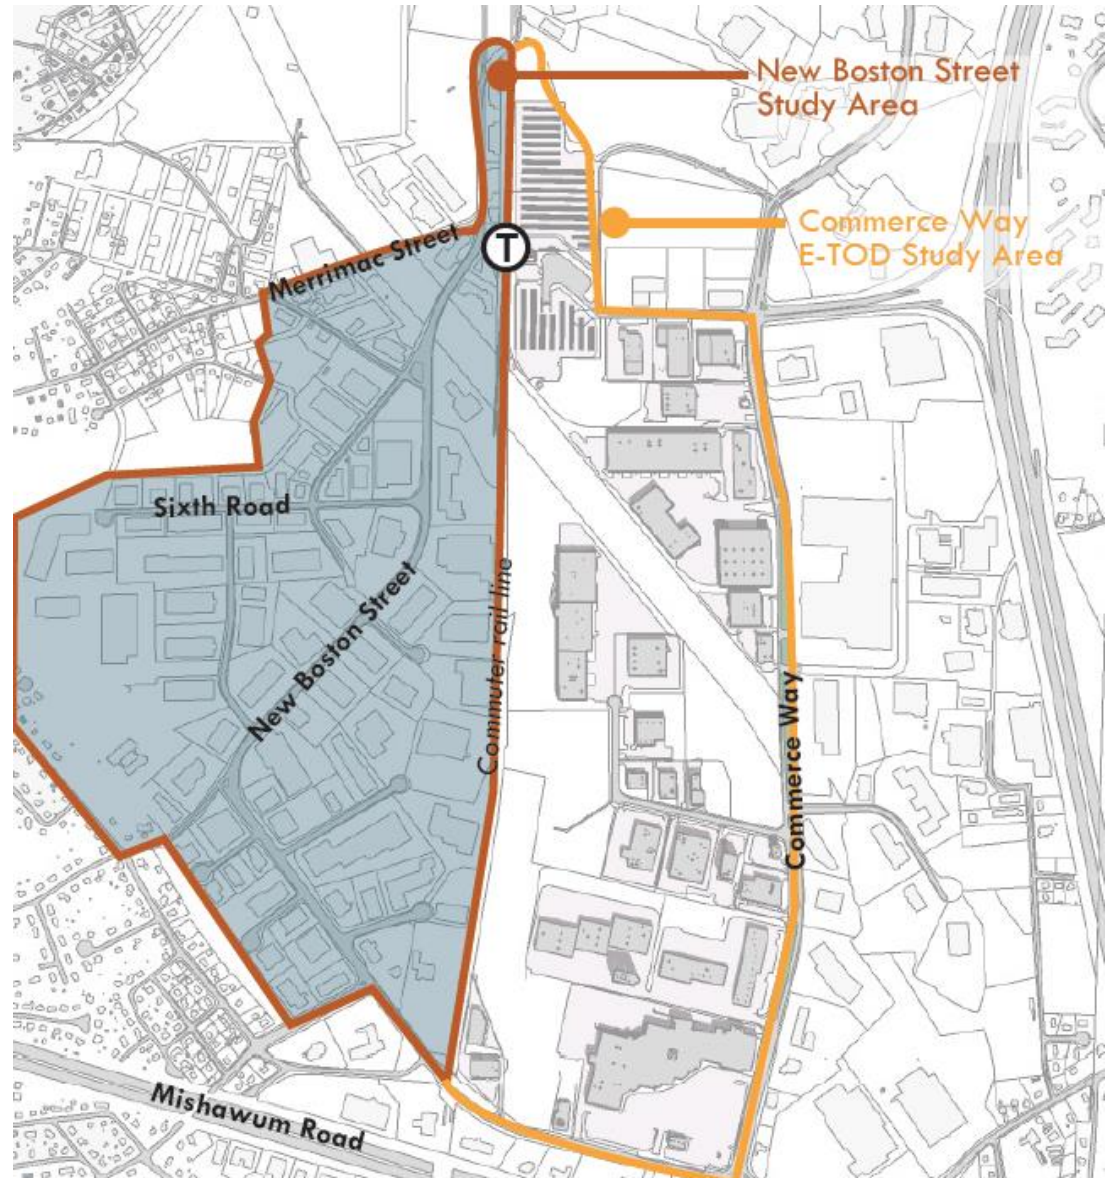 New Boston Street
Study Area
Commerce Way
E-TOD Study Area
Merrimac Street
T
Sixth Road
New Boston Street
Commuter rail line
Commerce Way
Mishawum Road